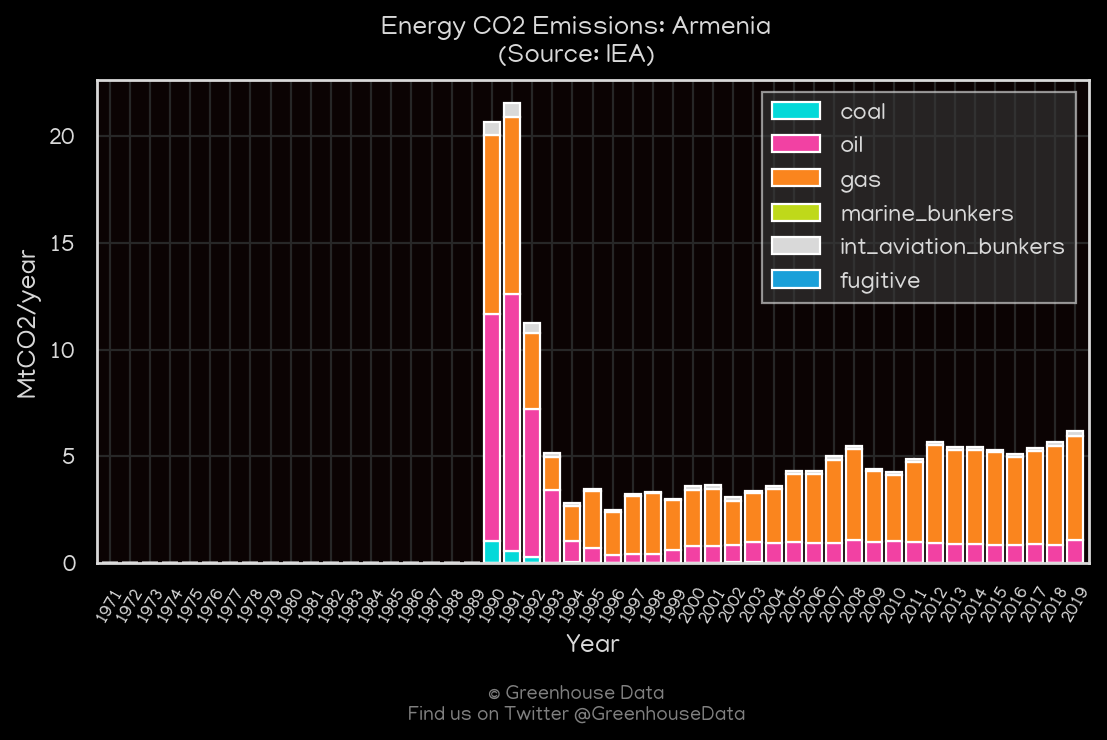 Energy CO2 Emissions: Armenia
(Source: IEA)
coal
oil
gas
marine_bunkers
int_aviation_bunkers
fugitive
MtCO2/year
20
15
10
5
0
1971 1972 1973 1974 1975 1976 1977 1978 1979 1980 1981 1982 1983 1984 1985 1986 1987 1988 1989 1990 1991 1992 1993 1994 1995 1996 1997 1998 1999 2000 2001 2002 2003 2004 2005 2006 2007 2008 2009 2010 2011 2012 2013 2014 2015 2016 2017 2018 2019
Year
© Greenhouse Data
Find us on Twitter @GreenhouseData